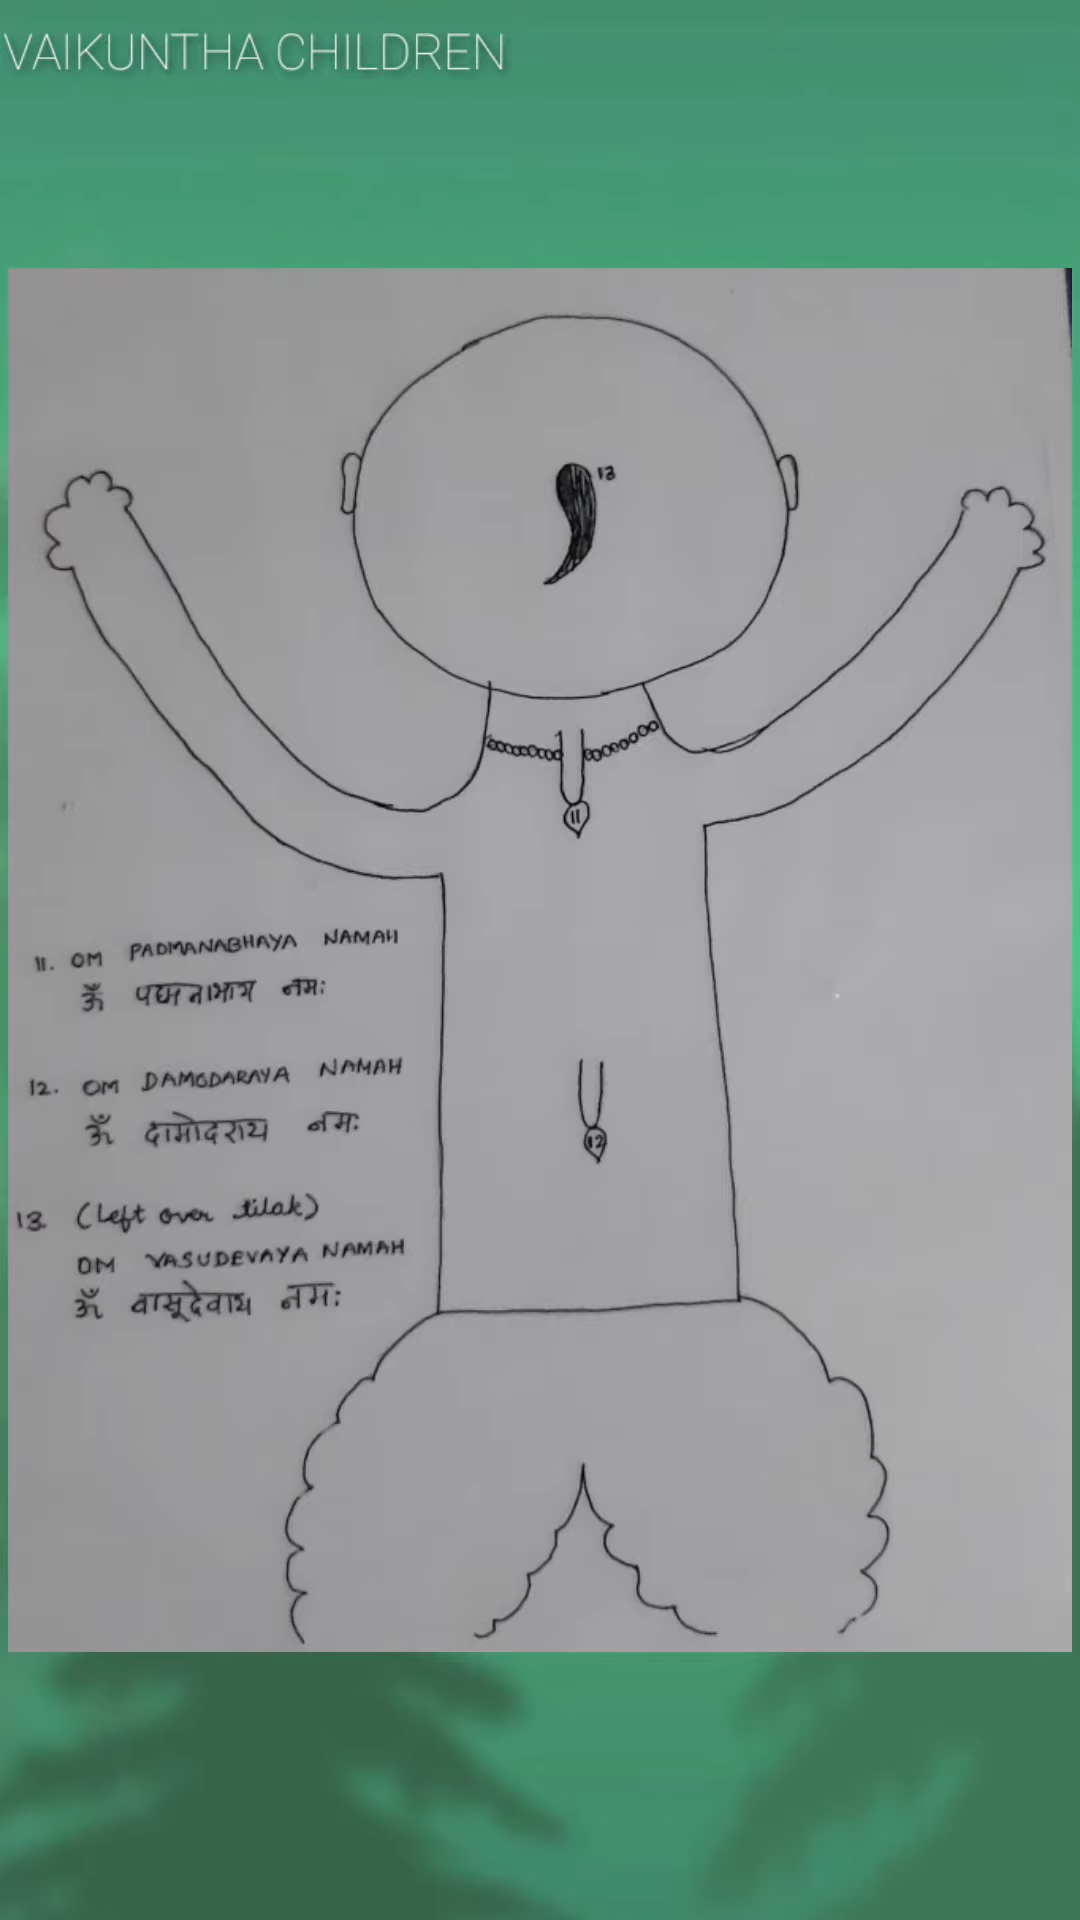 VAIKUNTHA CHILDREN
13
11
11. OM PADMANABHAYA NAMAH
ॐ पद्मनाभाय नमः
12. OM DAMODARAYA NAMAH
ॐ दामोदराय नमः
12
13 (Left over tilak)
OM VASUDEVAYA NAMAH
ॐ वासूदेवाय नमः